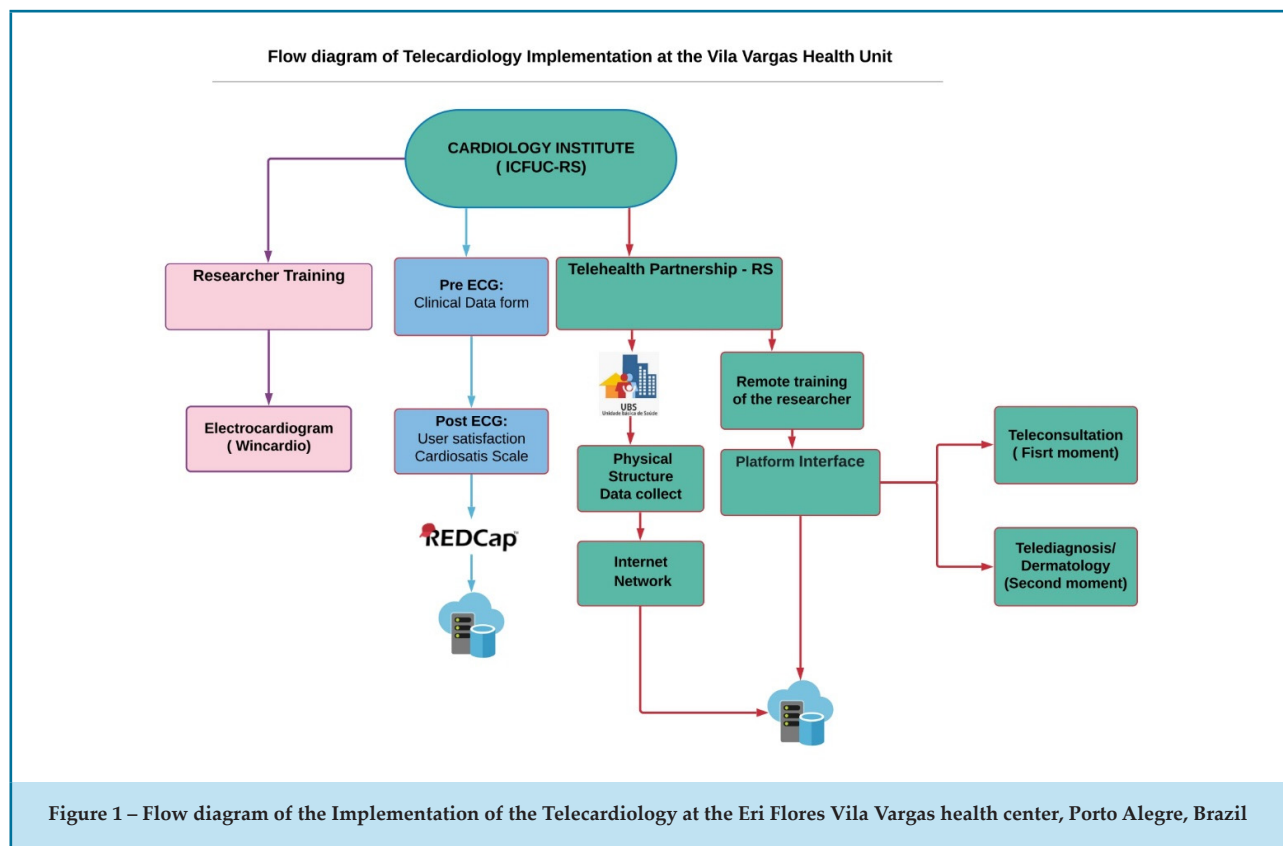 Flow diagram of Telecardiology Implementation at the Vila Vargas Health Unit
CARDIOLOGY INSTITUTE
( ICFUC-RS)
Researcher Training
Pre ECG:
Clinical Data form
Telehealth Partnership - RS
UBS
Unidade Básica de Saúde
Remote training
of the researcher
Electrocardiogram
( Wincardio)
Post ECG:
User satisfaction
Cardiosatis Scale
Physical
Structure
Data collect
Platform Interface
Teleconsultation
( Fisrt moment)
REDCap
Internet
Network
Telediagnosis/
Dermatology
(Second moment)
Figure 1 – Flow diagram of the Implementation of the Telecardiology at the Eri Flores Vila Vargas health center, Porto Alegre, Brazil